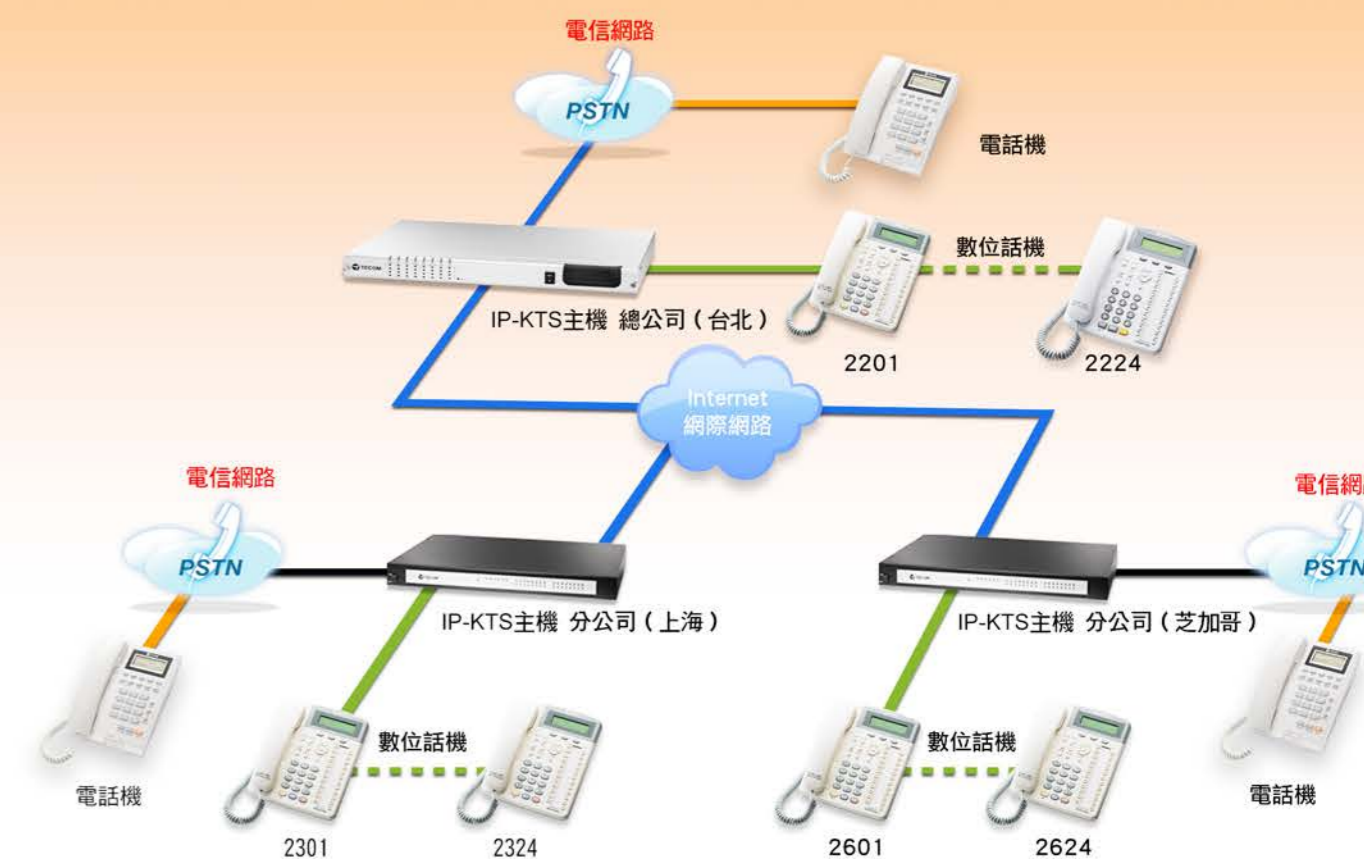 電信網路
PSTN
電話機
數位話機
TECOM
IP-KTS主機 總公司(台北)
2201
2224
Internet
網際網路
電信網路
PSTN
IP-KTS主機 分公司(上海)
電話機
數位話機
2301
2324
電信網
PSTN
IP-KTS主機 分公司(芝加哥)
數位話機
電話機
2601
2624